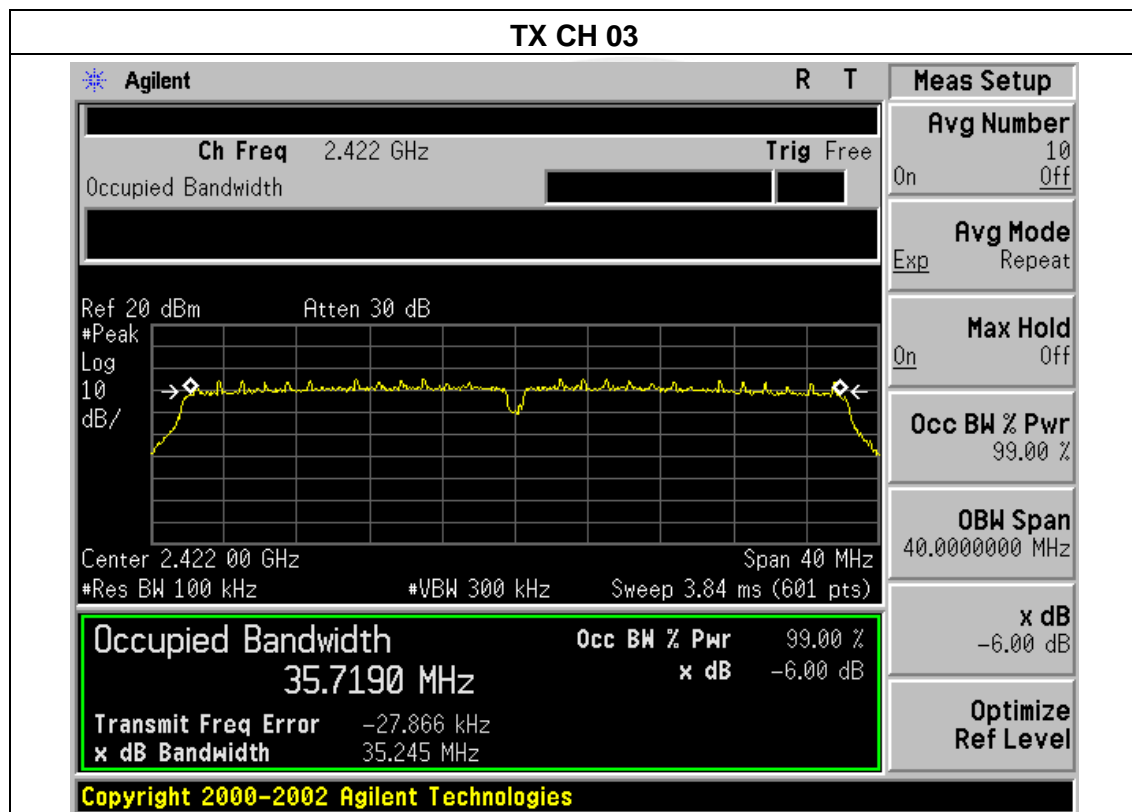 TX CH 03
Agilent R T
Ch Freq 2.422 GHz Trig Free
Occupied Bandwidth
Ref 20 dBm Atten 30 dB
#Peak
Log
10
dB/
Center 2.422 00 GHz Span 40 MHz
#Res BW 100 kHz #VBW 300 kHz Sweep 3.84 ms (601 pts)
Occupied Bandwidth Occ BW % Pwr 99.00 %
35.7190 MHz x dB -6.00 dB
Transmit Freq Error -27.866 kHz
x dB Bandwidth 35.245 MHz
Copyright 2000-2002 Agilent Technologies
Meas Setup
Avg Number
10
On Off
Avg Mode
Exp Repeat
Max Hold
On Off
Occ BW % Pwr
99.00 %
OBW Span
40.0000000 MHz
x dB
-6.00 dB
Optimize
Ref Level